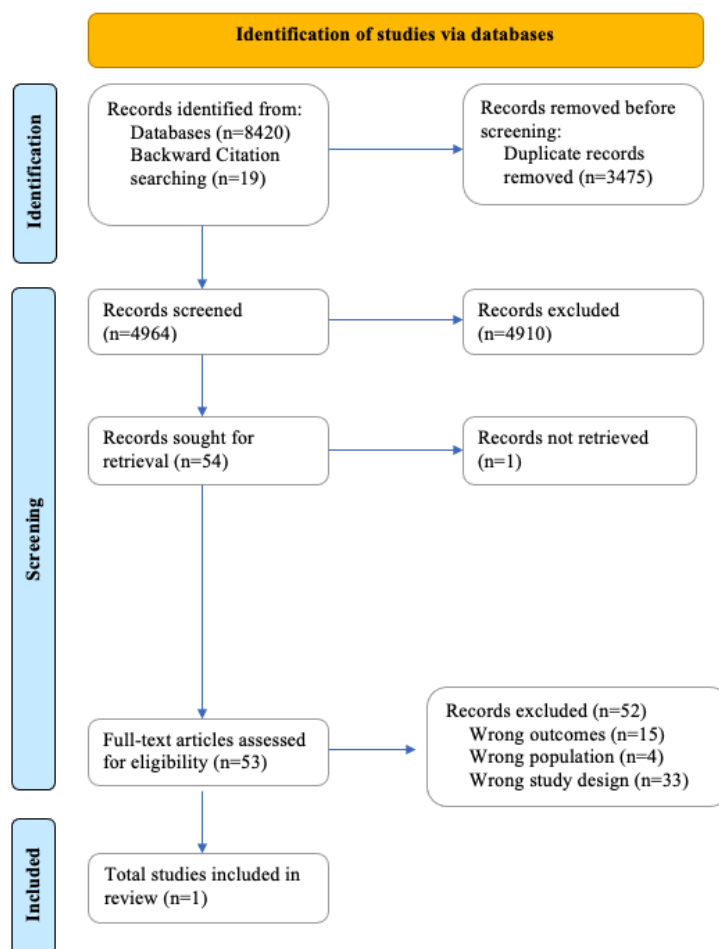 Identification of studies via databases
Identification
Records identified from:
Databases (n=8420)
Backward Citation
searching (n=19)
Records removed before
screening:
Duplicate records
removed (n=3475)
Screening
Records screened
(n=4964)
Records excluded
(n=4910)
Records sought for
retrieval (n=54)
Records not retrieved
(n=1)
Full-text articles assessed
for eligibility (n=53)
Records excluded (n=52)
Wrong outcomes (n=15)
Wrong population (n=4)
Wrong study design (n=33)
Included
Total studies included in
review (n=1)